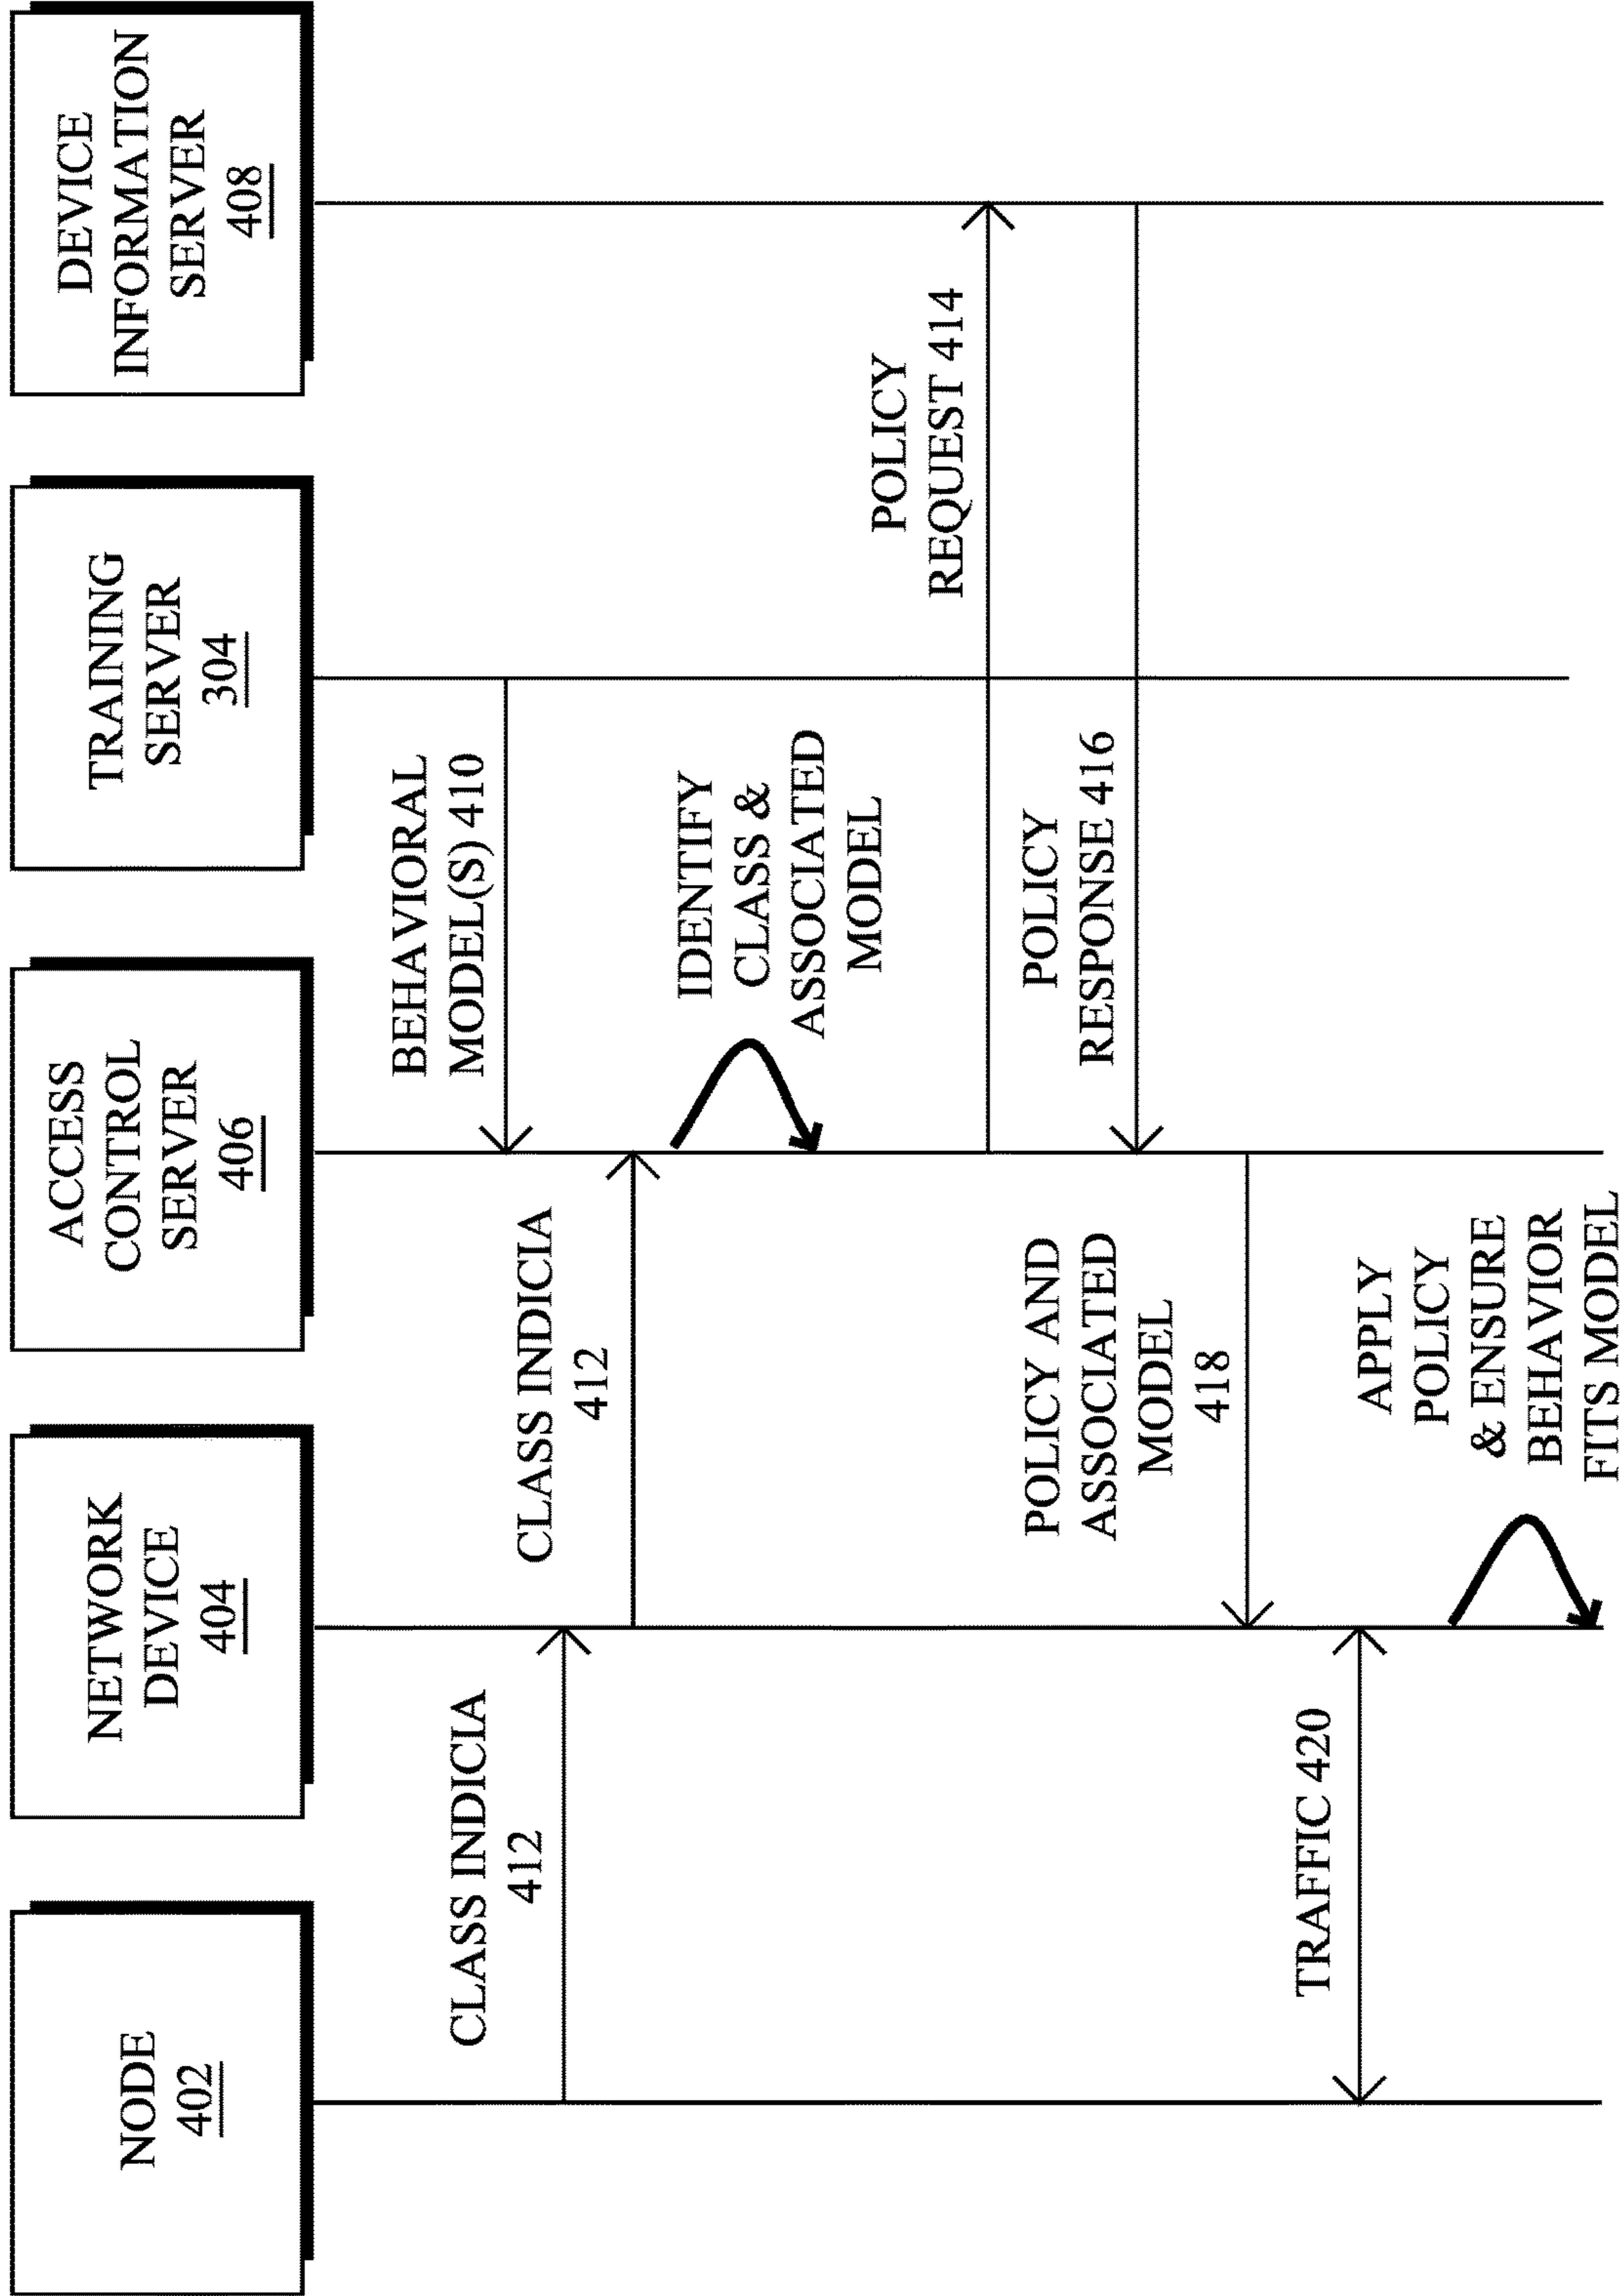 NODE
402
NETWORK
DEVICE
404
ACCESS
CONTROL
SERVER
406
TRAINING
SERVER
304
DEVICE
INFORMATION
SERVER
408
BEHAVIORAL
MODEL(S) 410
CLASS INDICIA
412
CLASS INDICIA
412
IDENTIFY
CLASS &
ASSOCIATED
MODEL
POLICY
REQUEST 414
POLICY
RESPONSE 416
POLICY AND
ASSOCIATED
MODEL
418
TRAFFIC 420
APPLY
POLICY
& ENSURE
BEHAVIOR
FITS MODEL